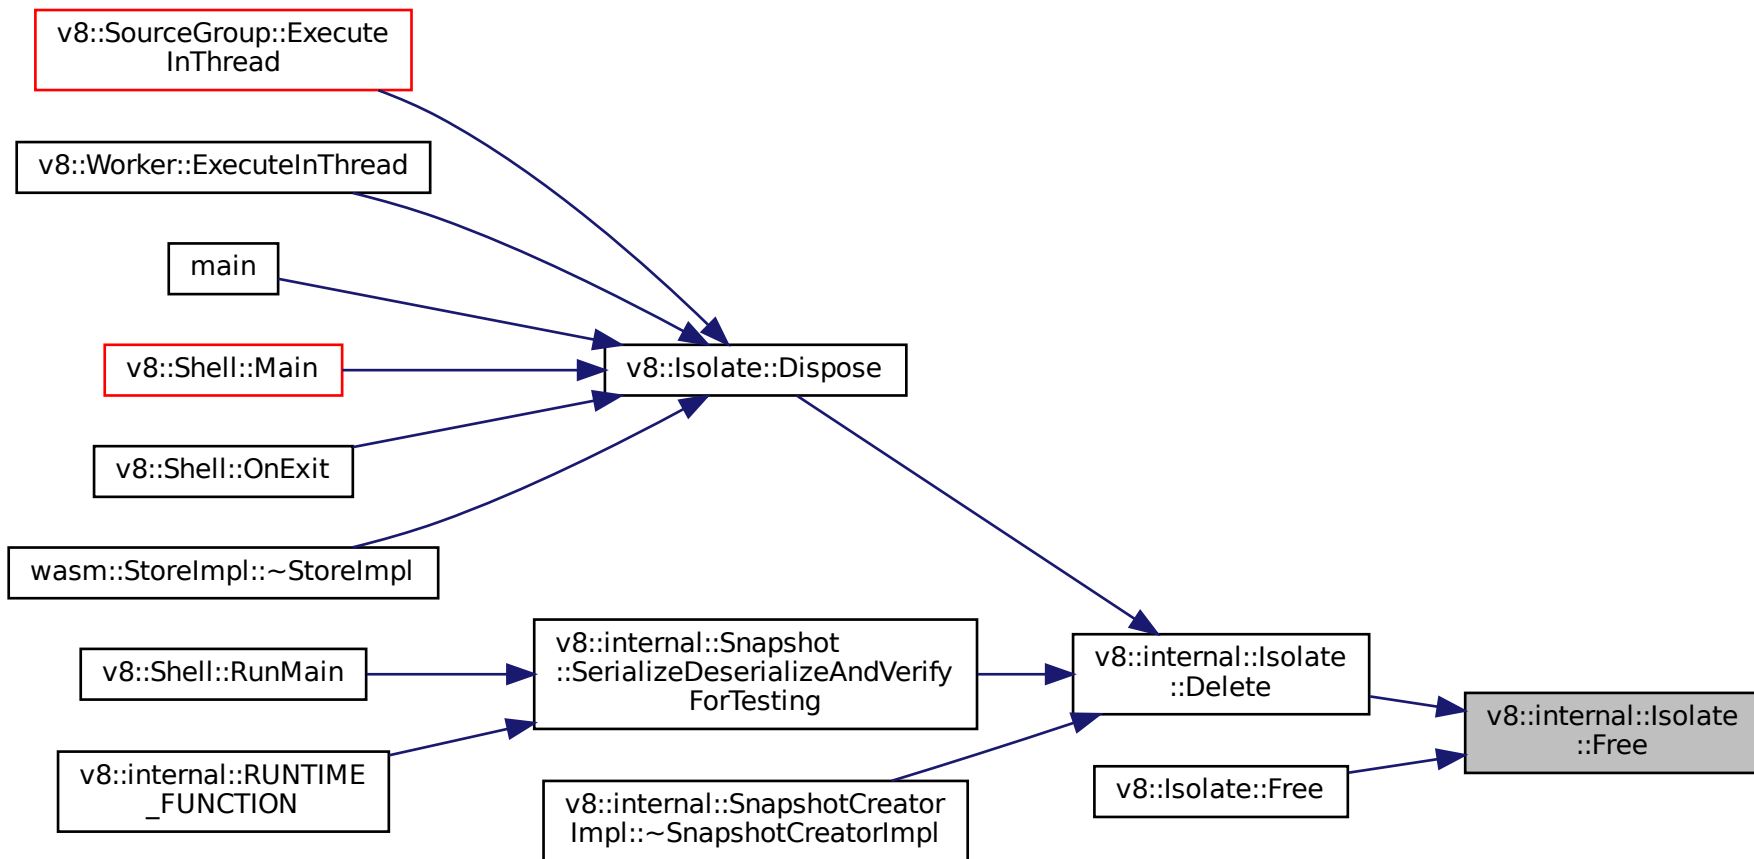 v8::SourceGroup::Execute
InThread
v8::Worker::ExecuteInThread
main
v8::Shell::Main
v8::Isolate::Dispose
v8::Shell::OnExit
wasm::StoreImpl::~StoreImpl
v8::internal::Snapshot
::SerializeDeserializeAndVerify
ForTesting
v8::Shell::RunMain
v8::internal::Isolate
::Delete
v8::internal::Isolate
::Free
v8::internal::RUNTIME
_FUNCTION
v8::internal::SnapshotCreator
Impl::~SnapshotCreatorImpl
v8::Isolate::Free